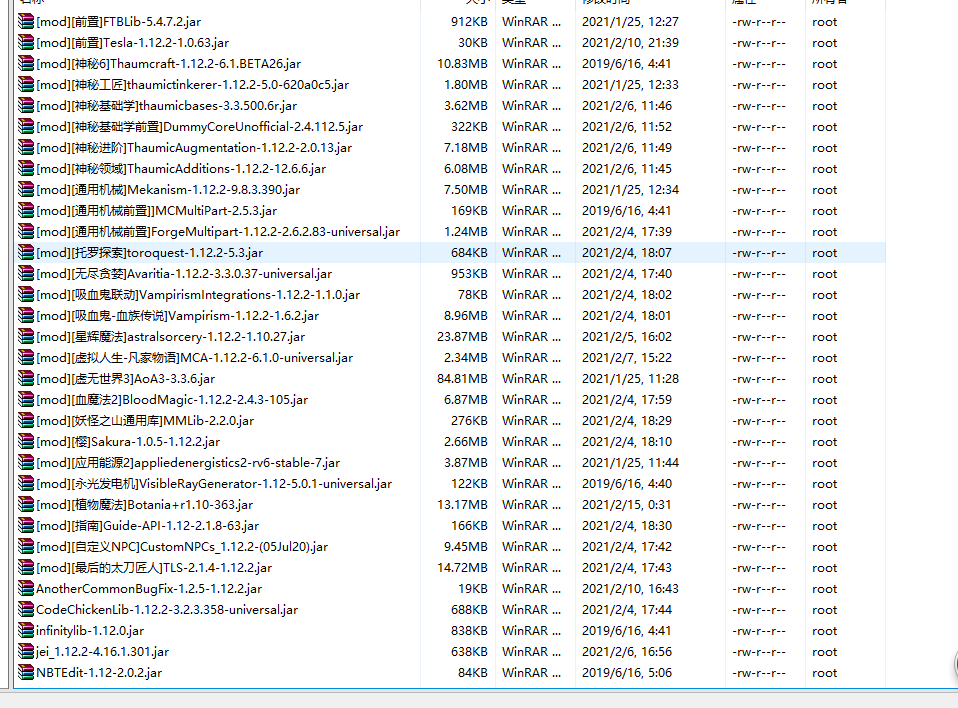 名称 大小 类型 修改时间 属性 所有者
[mod][前置]FTBLib-5.4.7.2.jar 912KB WinRAR ... 2021/1/25, 12:27 -rw-r--r-- root
[mod][前置]Tesla-1.12.2-1.0.63.jar 30KB WinRAR ... 2021/2/10, 21:39 -rw-r--r-- root
[mod][神秘6]Thaumcraft-1.12.2-6.1.BETA26.jar 10.83MB WinRAR ... 2019/6/16, 4:41 -rw-r--r-- root
[mod][神秘工匠]thaumictinkerer-1.12.2-5.0-620a0c5.jar 1.80MB WinRAR ... 2021/1/25, 12:33 -rw-r--r-- root
[mod][神秘基础学]thaumicbases-3.3.500.6r.jar 3.62MB WinRAR ... 2021/2/6, 11:46 -rw-r--r-- root
[mod][神秘基础学前置]DummyCoreUnofficial-2.4.112.5.jar 322KB WinRAR ... 2021/2/6, 11:52 -rw-r--r-- root
[mod][神秘进阶]ThaumicAugmentation-1.12.2-2.0.13.jar 7.18MB WinRAR ... 2021/2/6, 11:49 -rw-r--r-- root
[mod][神秘领域]ThaumicAdditions-1.12.2-12.6.6.jar 6.08MB WinRAR ... 2021/2/6, 11:45 -rw-r--r-- root
[mod][通用机械]Mekanism-1.12.2-9.8.3.390.jar 7.50MB WinRAR ... 2021/1/25, 12:34 -rw-r--r-- root
[mod][通用机械前置]]MCMultiPart-2.5.3.jar 169KB WinRAR ... 2019/6/16, 4:41 -rw-r--r-- root
[mod][通用机械前置]ForgeMultipart-1.12.2-2.6.2.83-universal.jar 1.24MB WinRAR ... 2021/2/4, 17:39 -rw-r--r-- root
[mod][托罗探索]toroquest-1.12.2-5.3.jar 684KB WinRAR ... 2021/2/4, 18:07 -rw-r--r-- root
[mod][无尽贪婪]Avaritia-1.12.2-3.3.0.37-universal.jar 953KB WinRAR ... 2021/2/4, 17:40 -rw-r--r-- root
[mod][吸血鬼联动]VampirismIntegrations-1.12.2-1.1.0.jar 78KB WinRAR ... 2021/2/4, 18:02 -rw-r--r-- root
[mod][吸血鬼-血族传说]Vampirism-1.12.2-1.6.2.jar 8.96MB WinRAR ... 2021/2/4, 18:01 -rw-r--r-- root
[mod][星辉魔法]astralsorcery-1.12.2-1.10.27.jar 23.87MB WinRAR ... 2021/2/5, 16:02 -rw-r--r-- root
[mod][虚拟人生-凡家物语]MCA-1.12.2-6.1.0-universal.jar 2.34MB WinRAR ... 2021/2/7, 15:22 -rw-r--r-- root
[mod][虚无世界3]AoA3-3.3.6.jar 84.81MB WinRAR ... 2021/1/25, 11:28 -rw-r--r-- root
[mod][血魔法2]BloodMagic-1.12.2-2.4.3-105.jar 6.87MB WinRAR ... 2021/2/4, 17:59 -rw-r--r-- root
[mod][妖怪之山通用库]MMLib-2.2.0.jar 276KB WinRAR ... 2021/2/4, 18:29 -rw-r--r-- root
[mod][樱]Sakura-1.0.5-1.12.2.jar 2.66MB WinRAR ... 2021/2/4, 18:10 -rw-r--r-- root
[mod][应用能源2]appliedenergistics2-rv6-stable-7.jar 3.87MB WinRAR ... 2021/1/25, 11:44 -rw-r--r-- root
[mod][永光发电机]VisibleRayGenerator-1.12-5.0.1-universal.jar 122KB WinRAR ... 2019/6/16, 4:40 -rw-r--r-- root
[mod][植物魔法]Botania+r1.10-363.jar 13.17MB WinRAR ... 2021/2/15, 0:31 -rw-r--r-- root
[mod][指南]Guide-API-1.12-2.1.8-63.jar 166KB WinRAR ... 2021/2/4, 18:30 -rw-r--r-- root
[mod][自定义NPC]CustomNPCs_1.12.2-(05Jul20).jar 9.45MB WinRAR ... 2021/2/4, 17:42 -rw-r--r-- root
[mod][最后的太刀匠人]TLS-2.1.4-1.12.2.jar 14.72MB WinRAR ... 2021/2/4, 17:43 -rw-r--r-- root
AnotherCommonBugFix-1.2.5-1.12.2.jar 19KB WinRAR ... 2021/2/10, 16:43 -rw-r--r-- root
CodeChickenLib-1.12.2-3.2.3.358-universal.jar 688KB WinRAR ... 2021/2/4, 17:44 -rw-r--r-- root
infinitylib-1.12.0.jar 838KB WinRAR ... 2019/6/16, 4:41 -rw-r--r-- root
jei_1.12.2-4.16.1.301.jar 638KB WinRAR ... 2021/2/6, 16:56 -rw-r--r-- root
NBTEdit-1.12-2.0.2.jar 84KB WinRAR ... 2019/6/16, 5:06 -rw-r--r-- root